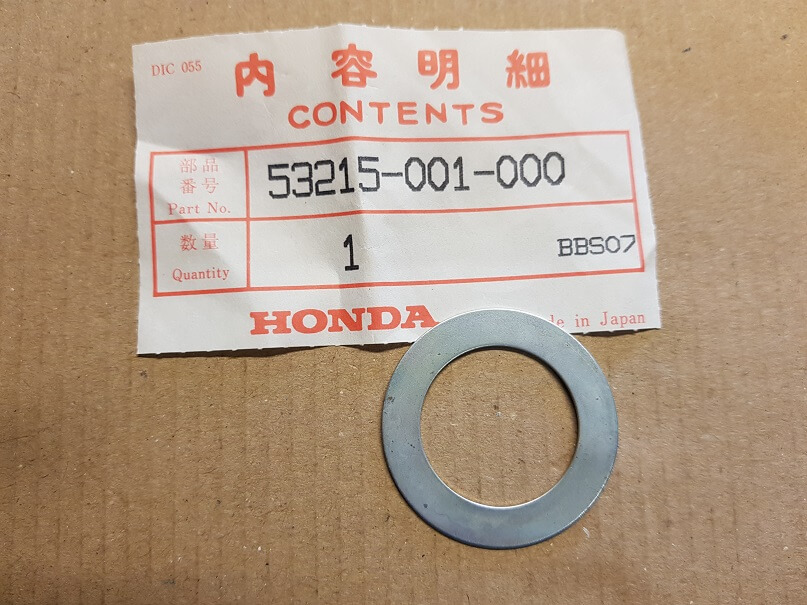 DIC 055
内容明細
CONTENTS
部品
番号
Part No.
53215-001-000
数量
Quantity
1
BBS07
HONDA
in Japan